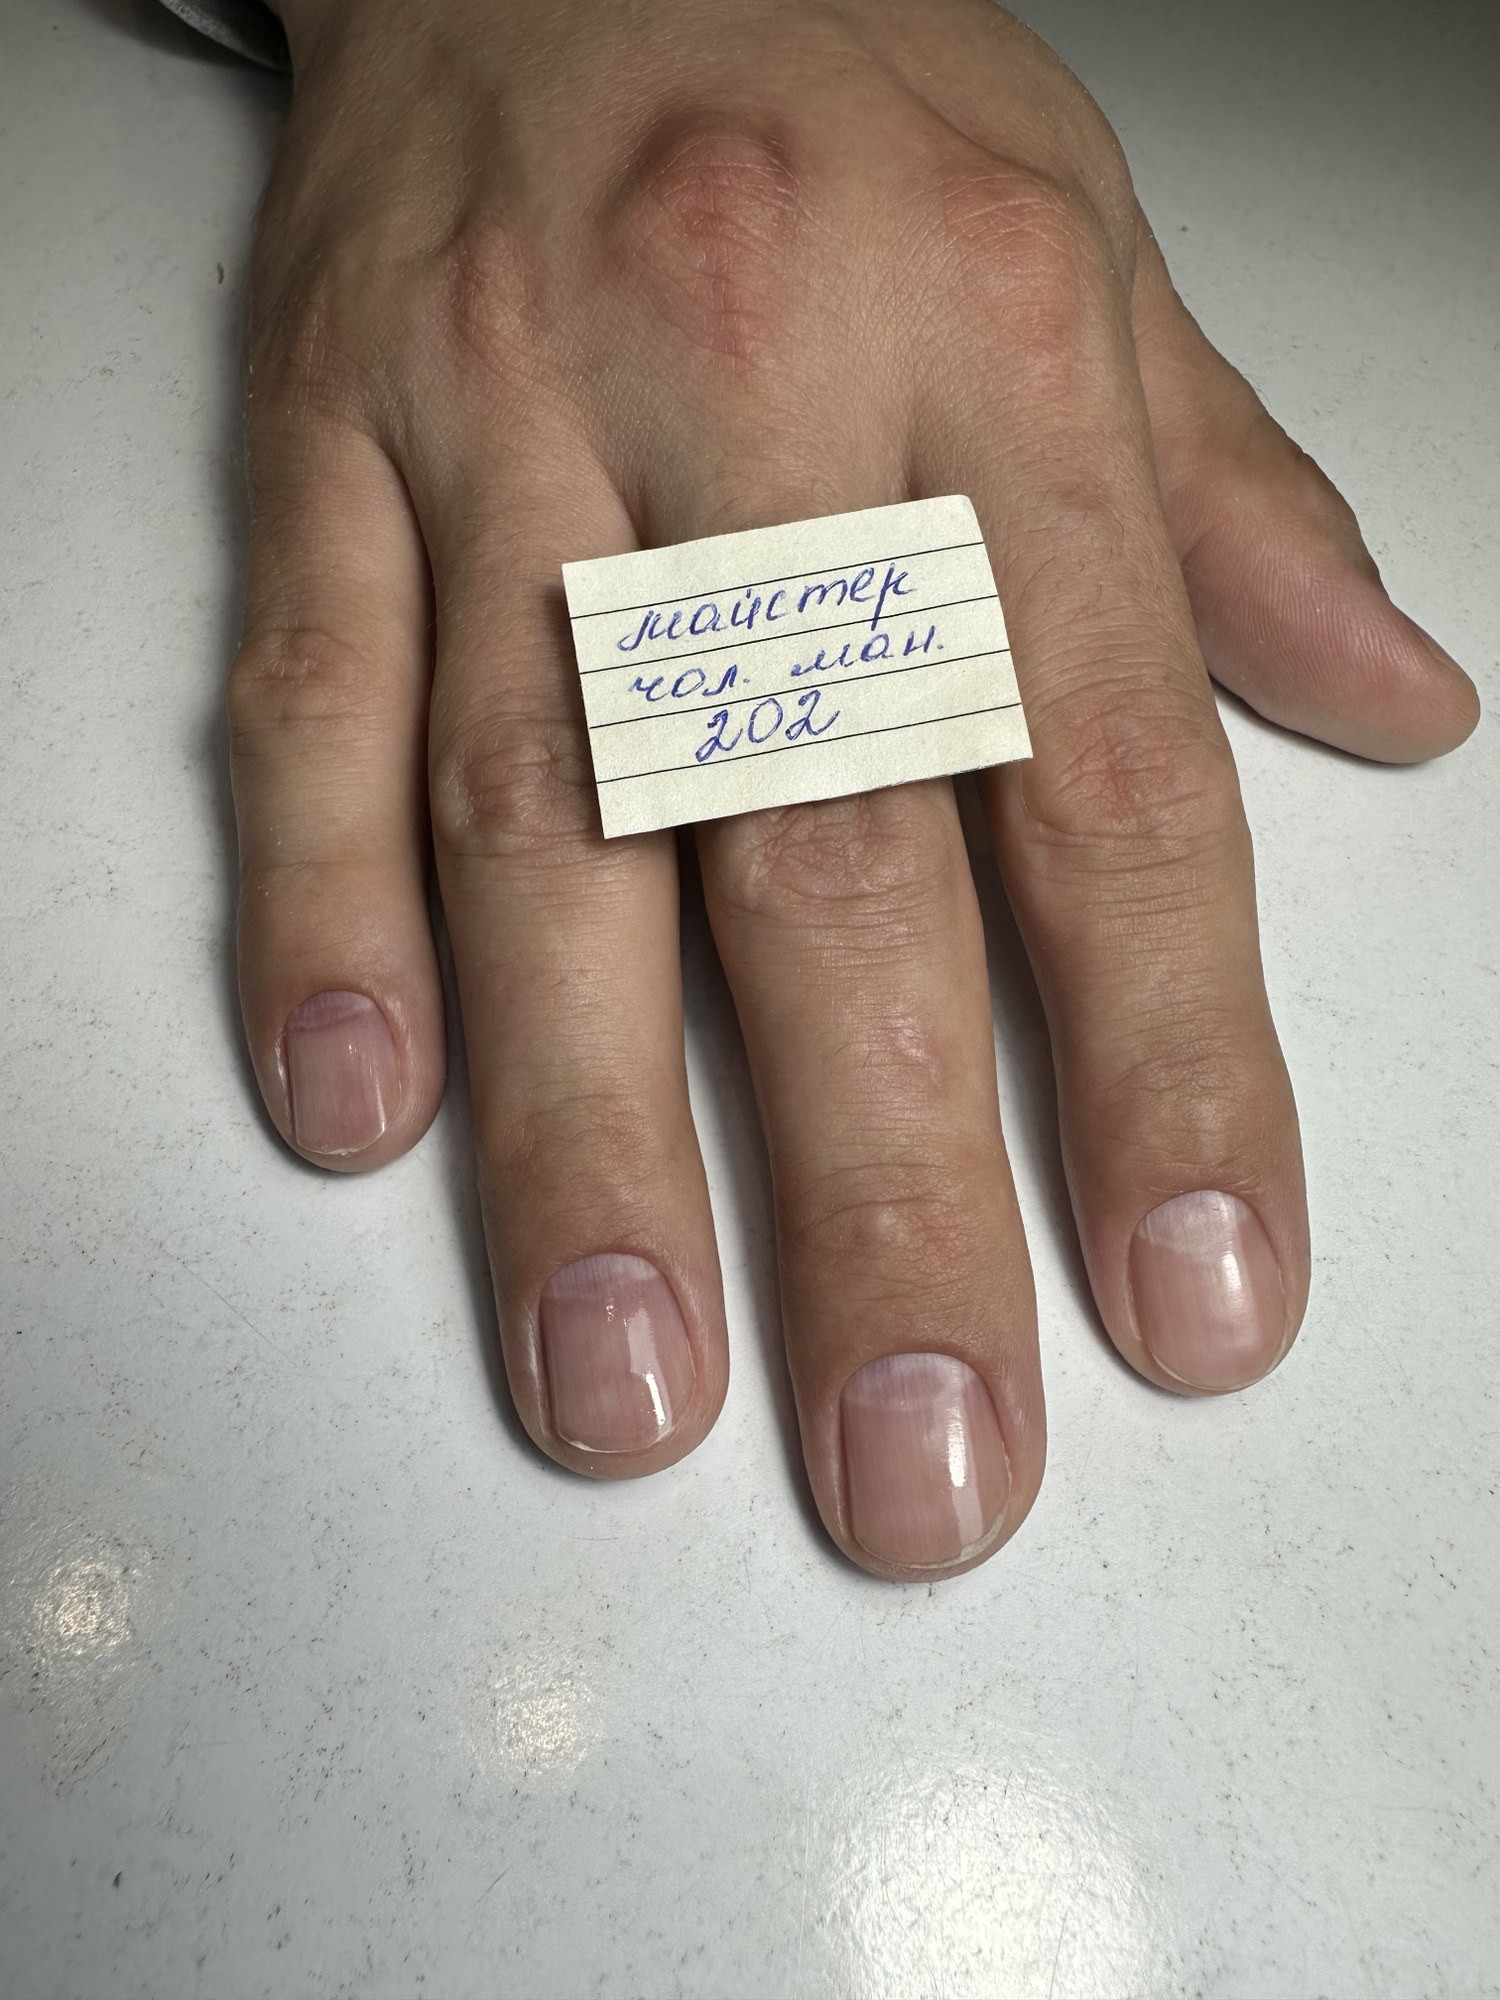 майстер
чол. ман.
202